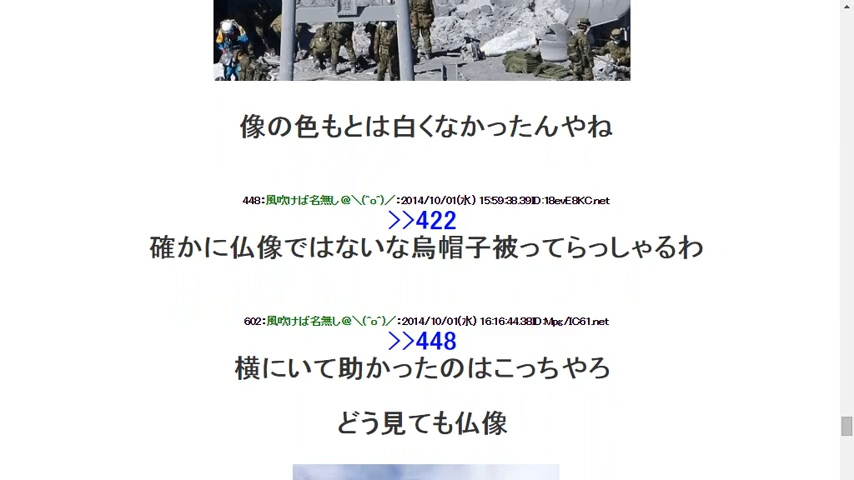 像の色もとは白くなかったんやね
448：風吹けば名無し＠＼(^o^)／：2014/10/01(水) 15:59:38.39ID:18evE8KC.net
>>422
確かに仏像ではないな烏帽子被ってらっしゃるわ
602：風吹けば名無し＠＼(^o^)／：2014/10/01(水) 16:16:44.38ID:Mpg/IC61.net
>>448
横にいて助かったのはこっちやろ
どう見ても仏像